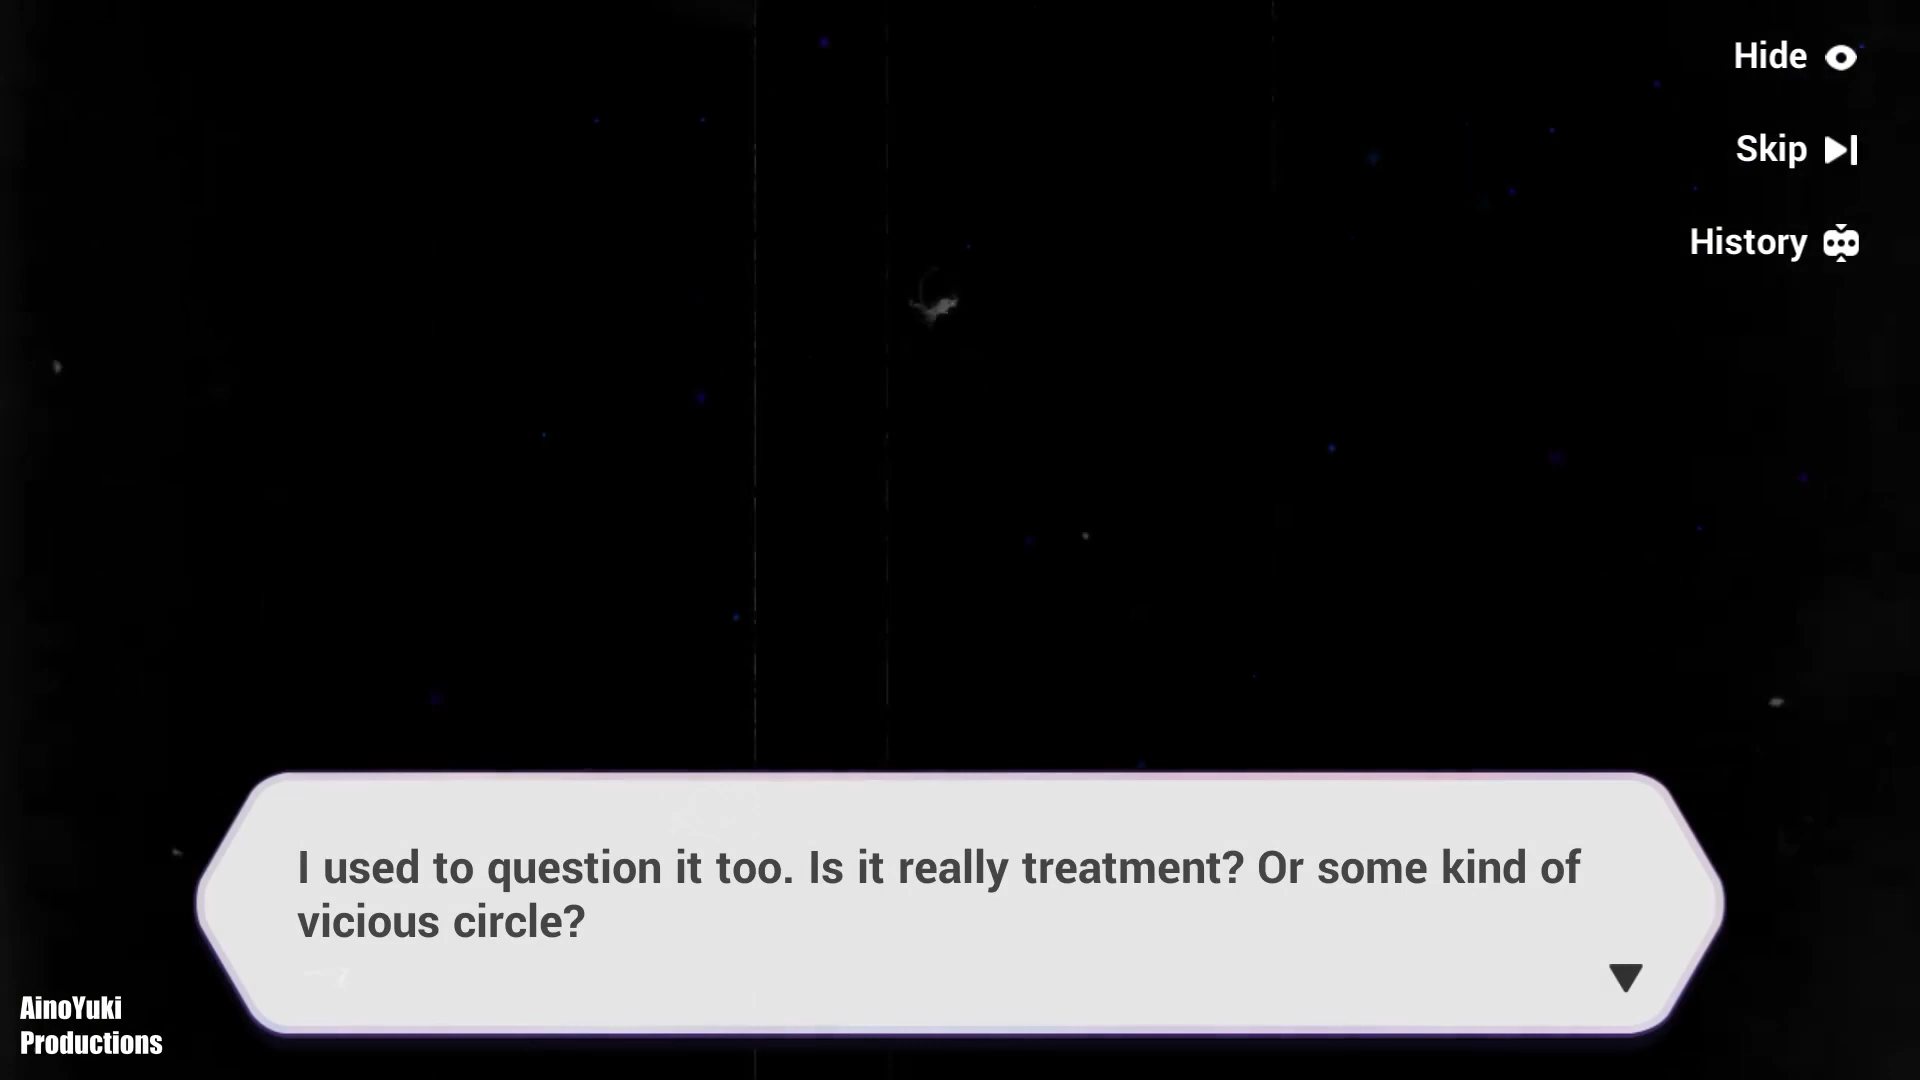 Hide
Skip
History
I used to question it too. Is it really treatment? Or some kind of
vicious circle?
AinoYuki
Productions